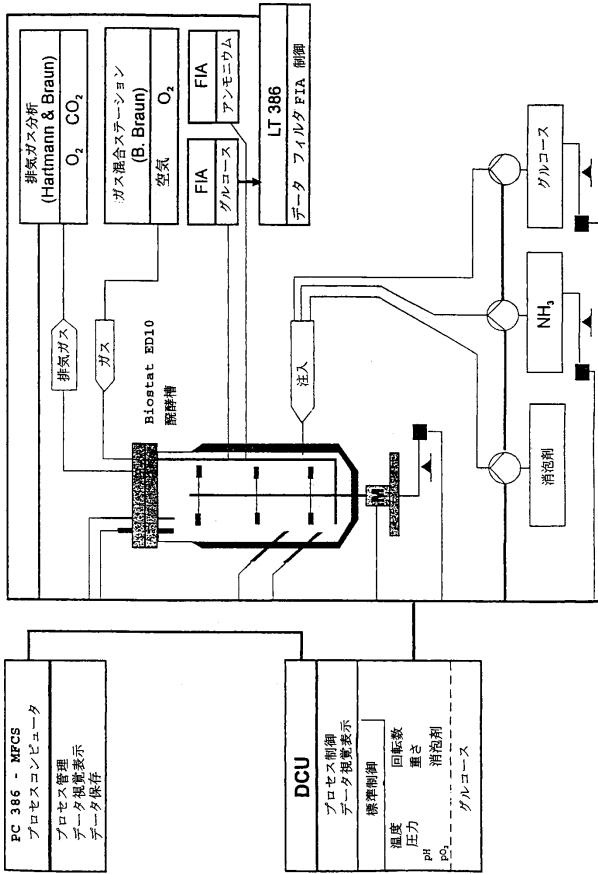 PC 386 - MFCS
プロセスコンピュータ
プロセス管理
データ視覚表示
データ保存
DCU
プロセス制御
データ視覚表示
標準制御
温度 回転数
圧力 重さ
pH
pO₂ 消泡剤
グルコース
排気ガス分析
(Hartmann & Braun)
O₂ CO₂
ガス混合ステーション
(B. Braun)
空気 O₂
FIA
グルコース
FIA
アンモニウム
LT 386
データ フィルタ FIA 制御
排気ガス
ガス
Biostat ED10
醗酵槽
注入
M
消泡剤
NH₃
グルコース